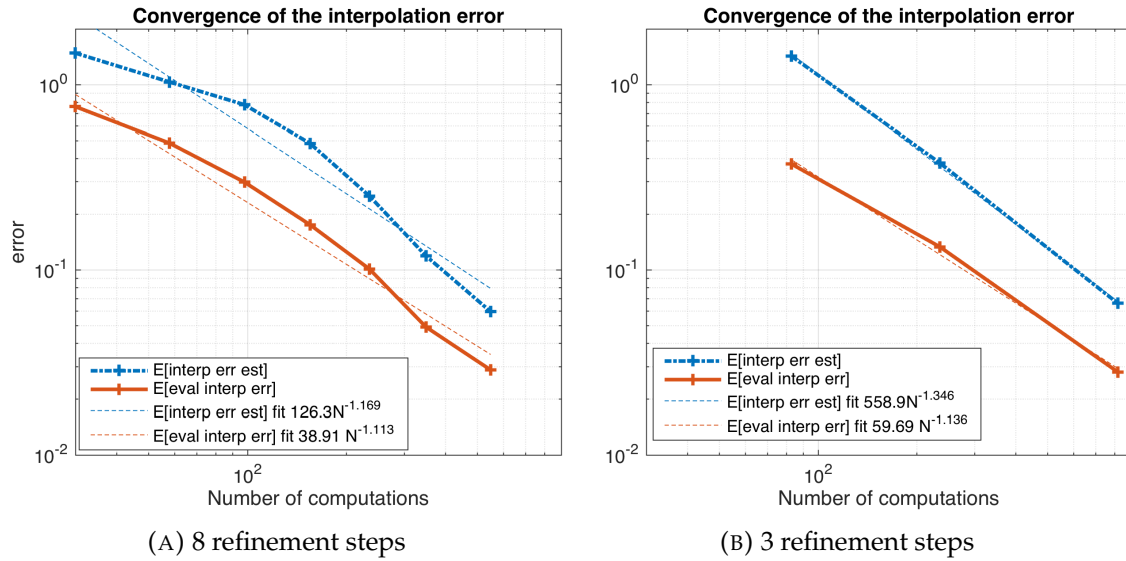 Convergence of the interpolation error
10^0
10^-1
10^-2
error
E[interp err est]
E[eval interp err]
E[interp err est] fit 126.3N^-1.169
E[eval interp err] fit 38.91 N^-1.113
10^2
Number of computations
(A) 8 refinement steps
Convergence of the interpolation error
10^0
10^-1
10^-2
E[interp err est]
E[eval interp err]
E[interp err est] fit 558.9N^-1.346
E[eval interp err] fit 59.69 N^-1.136
10^2
Number of computations
(B) 3 refinement steps